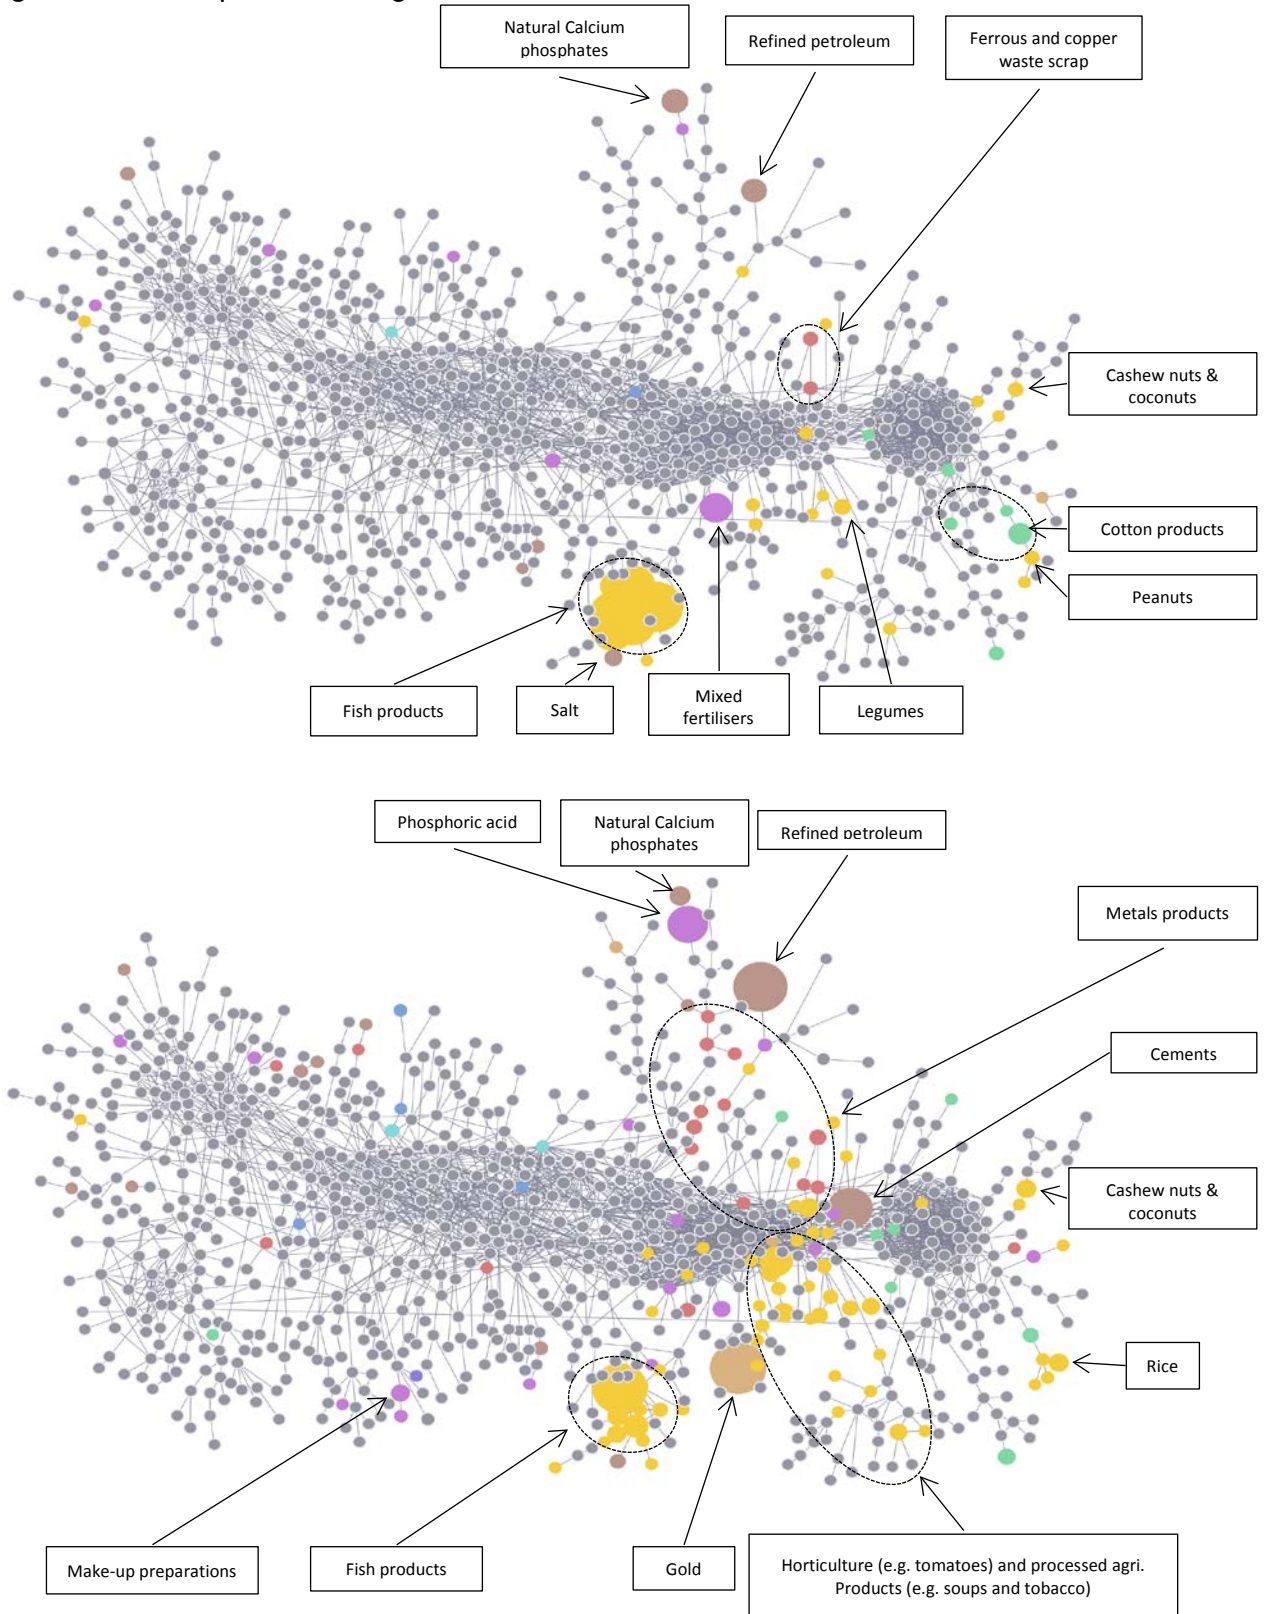 Natural Calcium
phosphates
Refined petroleum
Ferrous and copper
waste scrap
Cashew nuts &
coconuts
Cotton products
Peanuts
Fish products
Salt
Mixed
fertilisers
Legumes
Phosphoric acid
Natural Calcium
phosphates
Refined petroleum
Metals products
Cements
Cashew nuts &
coconuts
Rice
Make-up preparations
Fish products
Gold
Horticulture (e.g. tomatoes) and processed agri.
Products (e.g. soups and tobacco)